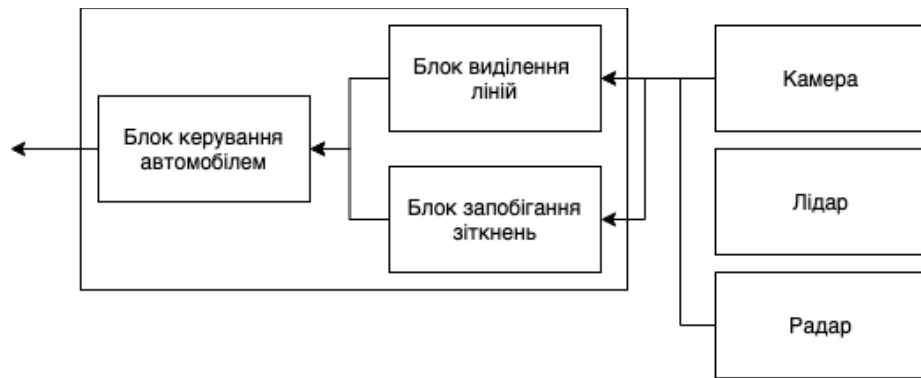 Блок виділення
ліній
Камера
Блок керування
автомобілем
Блок запобігання
зіткнень
Лідар
Радар